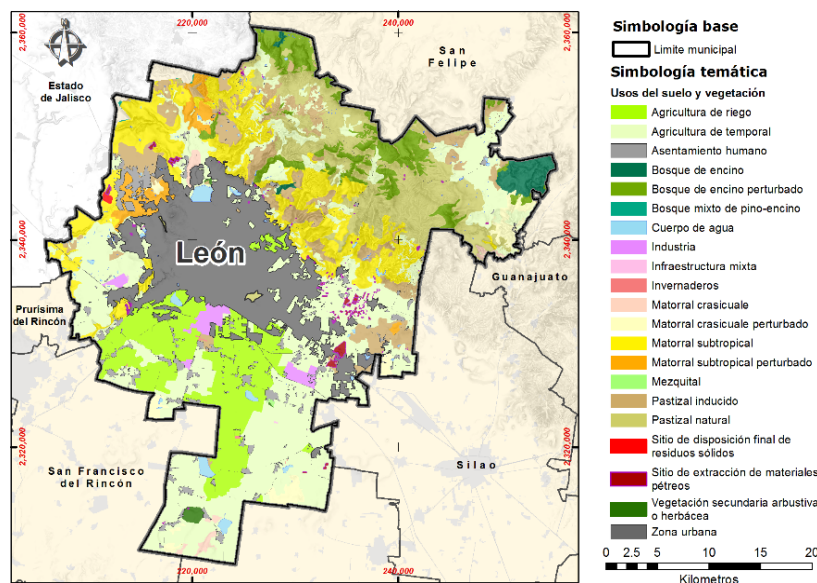 220,000
240,000
2,360,000
2,360,000
San
Felipe
Estado
de Jalisco
2,340,000
2,340,000
León
Guanajuato
Purísima
del Rincón
2,320,000
2,320,000
San Francisco
del Rincón
Silao
220,000
240,000
Simbología base
Limite municipal
Simbología temática
Usos del suelo y vegetación
Agricultura de riego
Agricultura de temporal
Asentamiento humano
Bosque de encino
Bosque de encino perturbado
Bosque mixto de pino-encino
Cuerpo de agua
Industria
Infraestructura mixta
Invernaderos
Matorral crasicuale
Matorral crasicuale perturbado
Matorral subtropical
Matorral subtropical perturbado
Mezquital
Pastizal inducido
Pastizal natural
Sitio de disposición final de
residuos sólidos
Sitio de extracción de materiales
pétreos
Vegetación secundaria arbustiva
o herbácea
Zona urbana
0 2.5 5 10 15 20
Kilometros